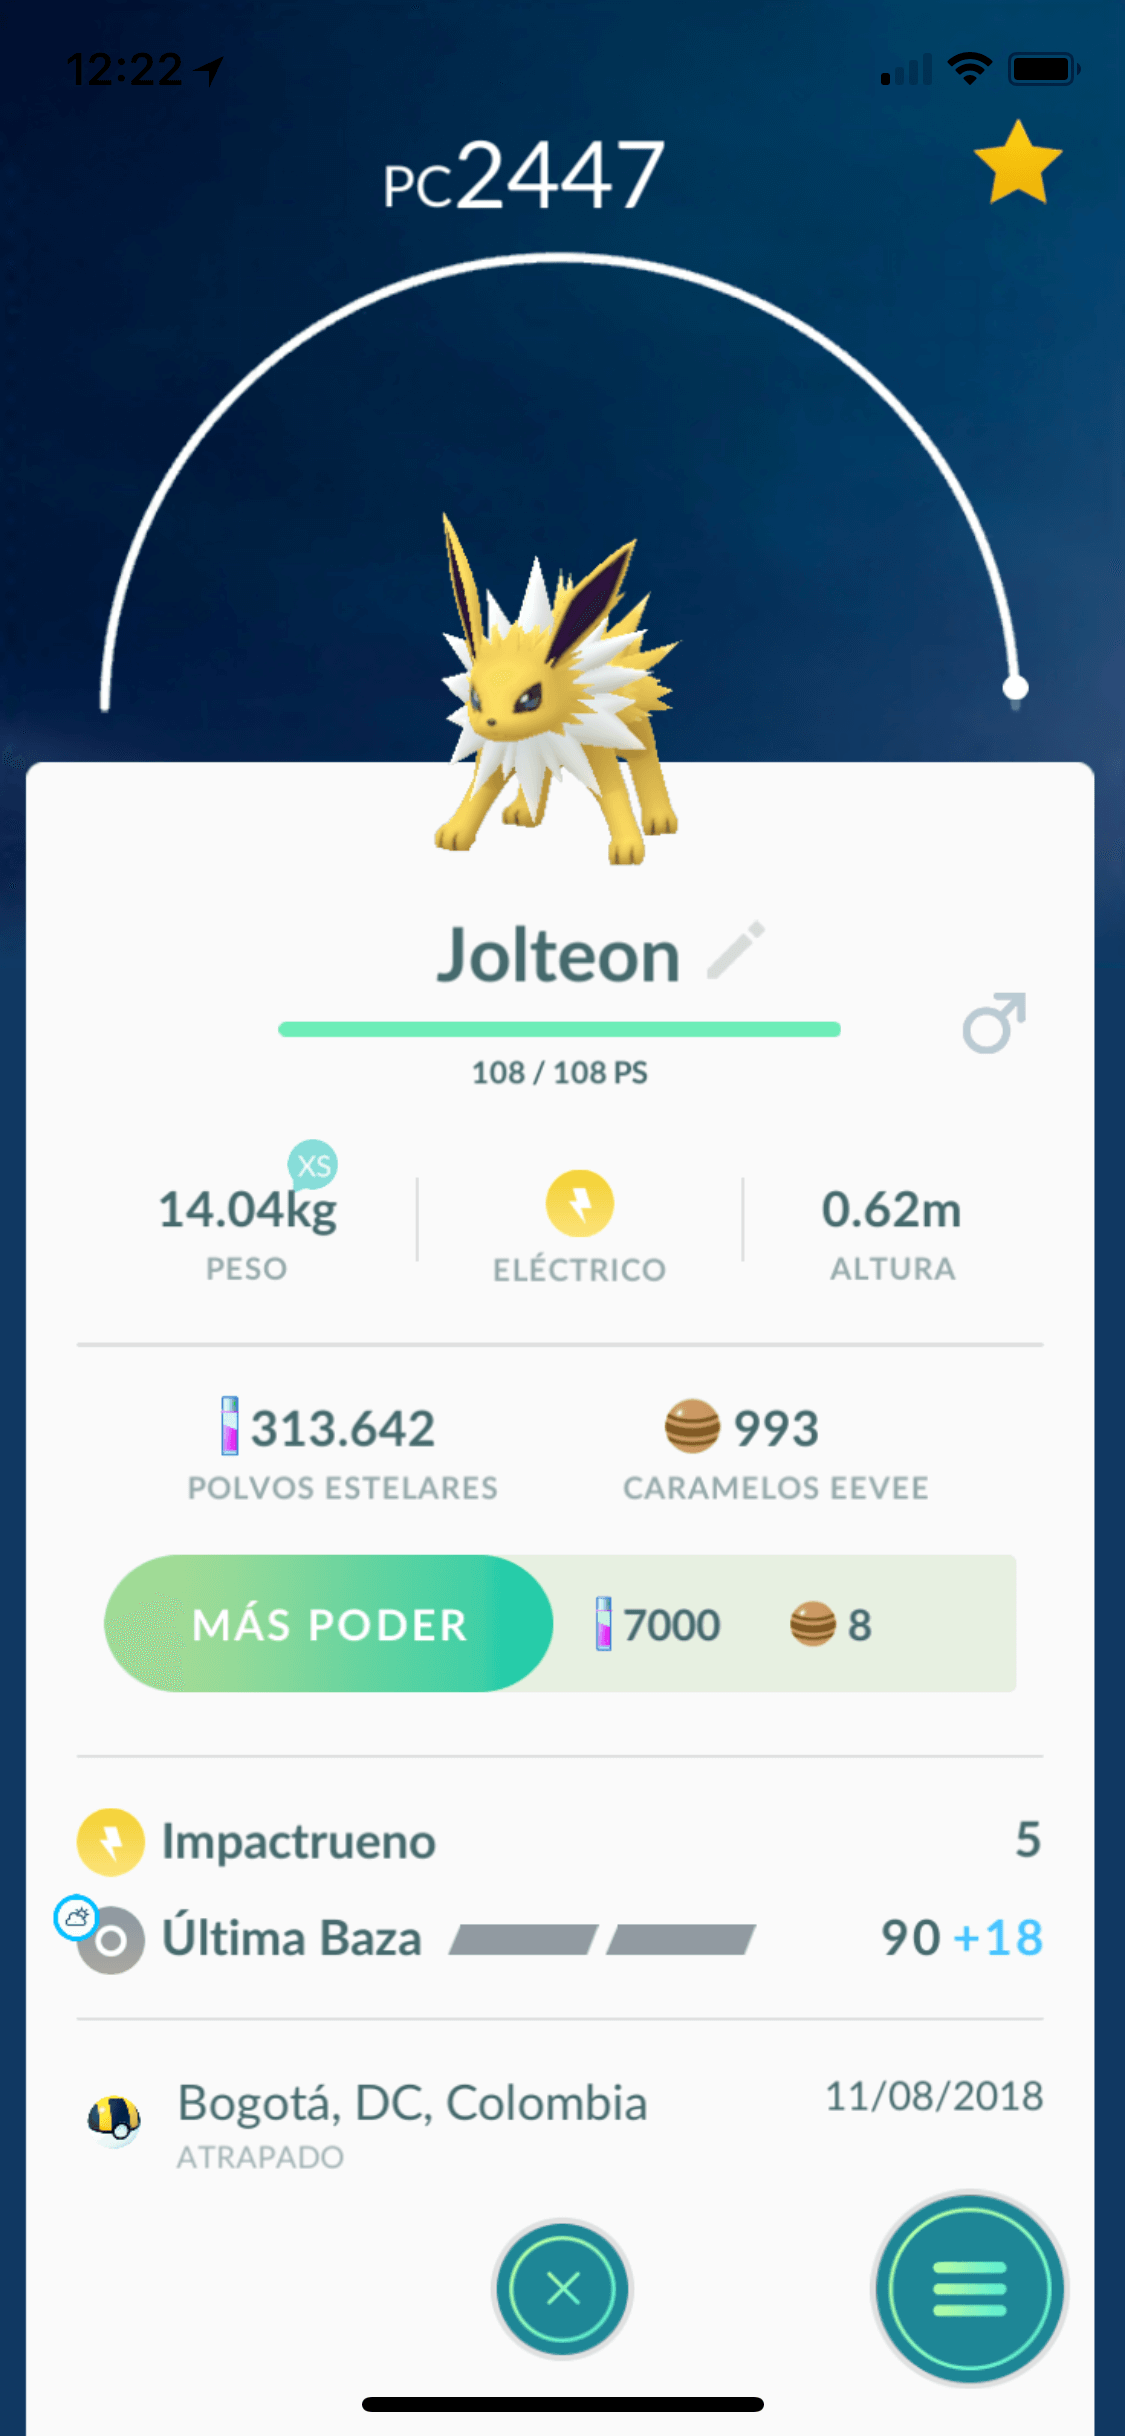 12:22
PC2447
Jolteon
108 / 108 PS
XS
14.04kg
PESO
ELÉCTRICO
0.62m
ALTURA
313.642
POLVOS ESTELARES
993
CARAMELOS EEVEE
MÁS PODER 7000 8
Impactrueno 5
Última Baza 90 +18
Bogotá, DC, Colombia 11/08/2018
ATRAPADO